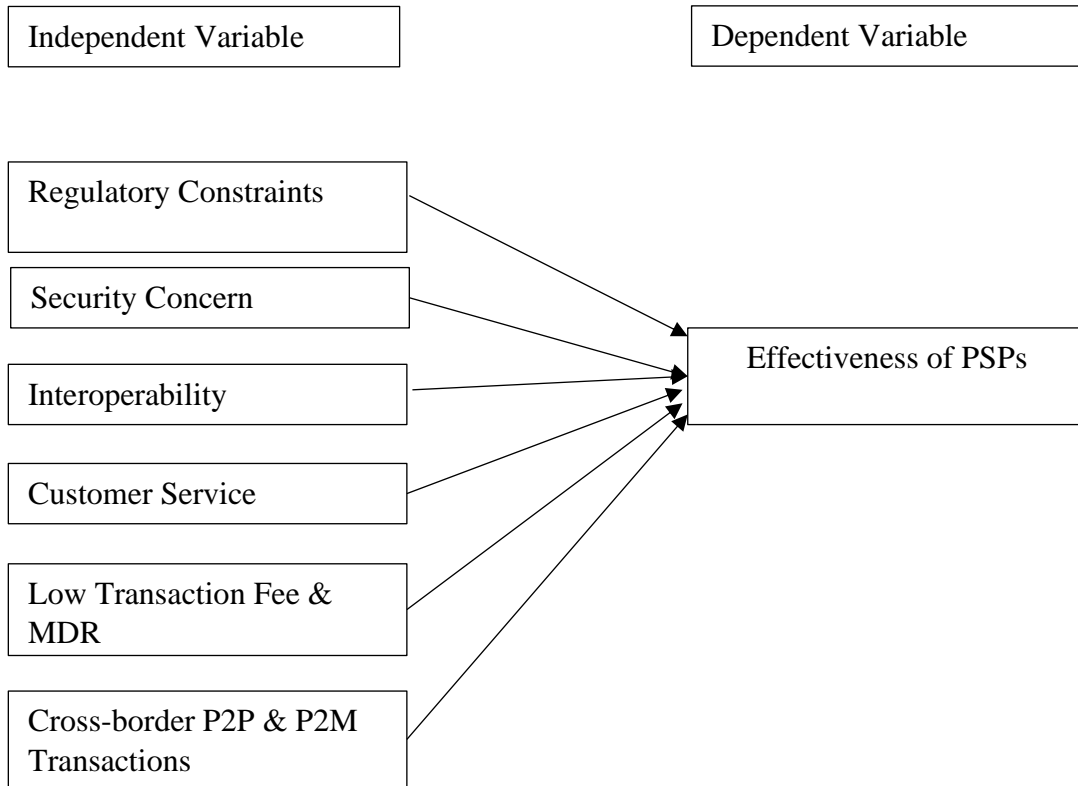 Independent Variable
Dependent Variable
Regulatory Constraints
Security Concern
Effectiveness of PSPs
Interoperability
Customer Service
Low Transaction Fee &
MDR
Cross-border P2P & P2M
Transactions